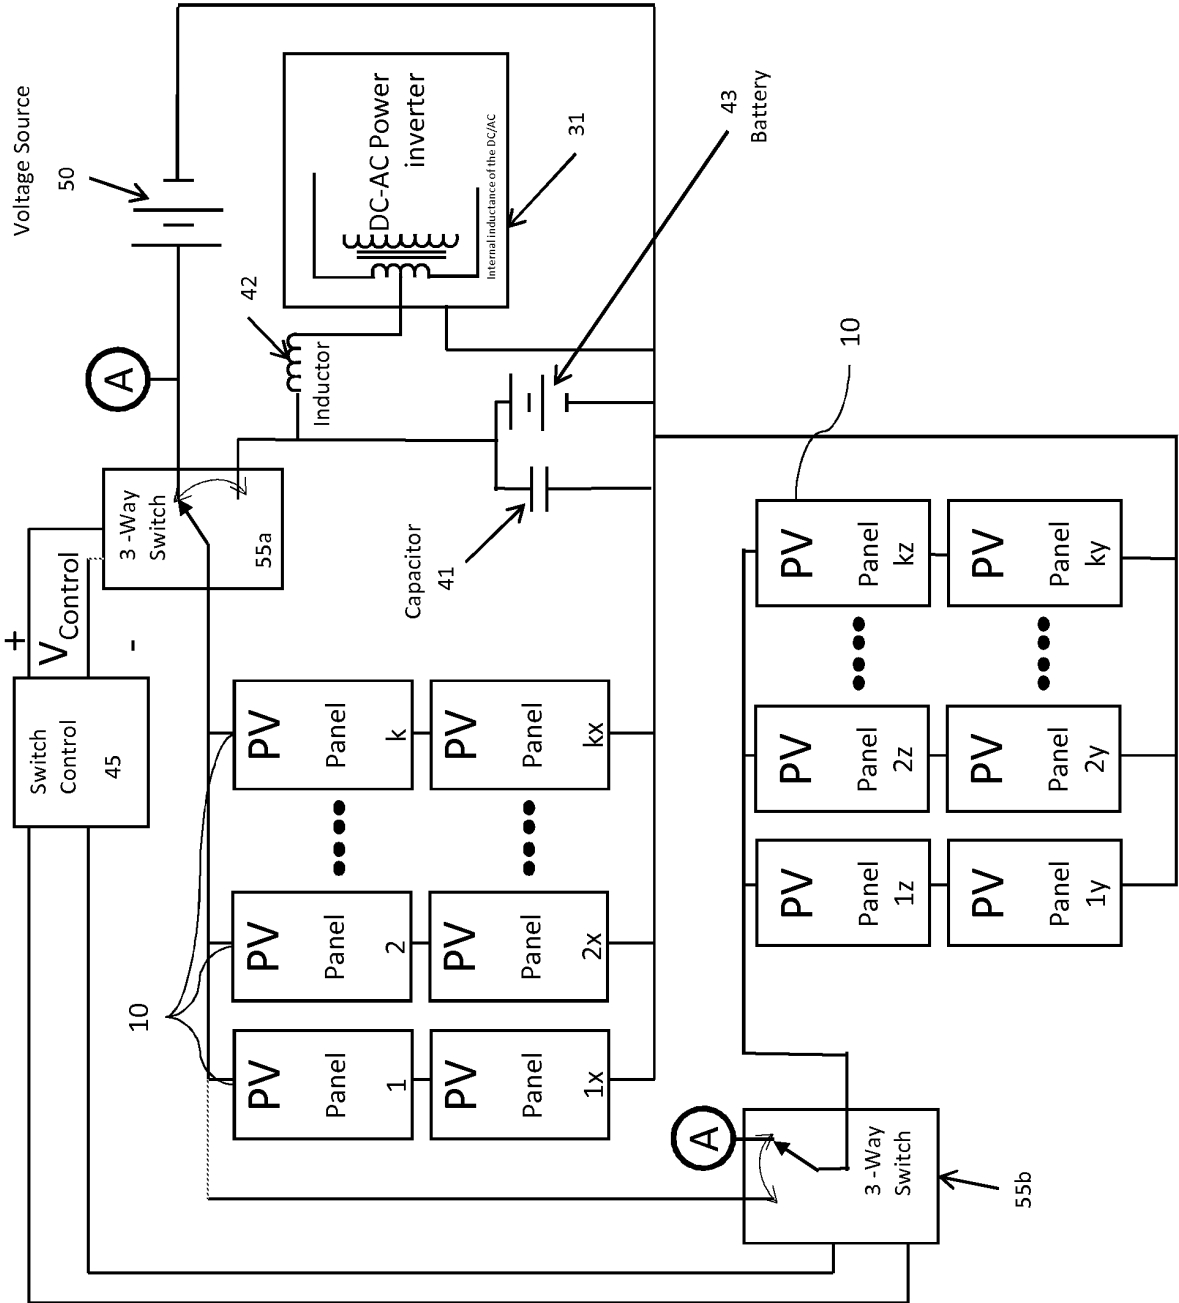 Voltage Source
50
DC-AC Power
inverter
Internal inductance of the DC/AC
31
43
Battery
42
Inductor
A
3 -Way
Switch
55a
+
VControl
-
Switch
Control
45
Capacitor
41
10
PV
Panel
k
PV
Panel
kx
PV
Panel
2
PV
Panel
2x
PV
Panel
1
PV
Panel
1x
10
PV
Panel
kz
PV
Panel
ky
PV
Panel
2z
PV
Panel
2y
PV
Panel
1z
PV
Panel
1y
A
3 -Way
Switch
55b